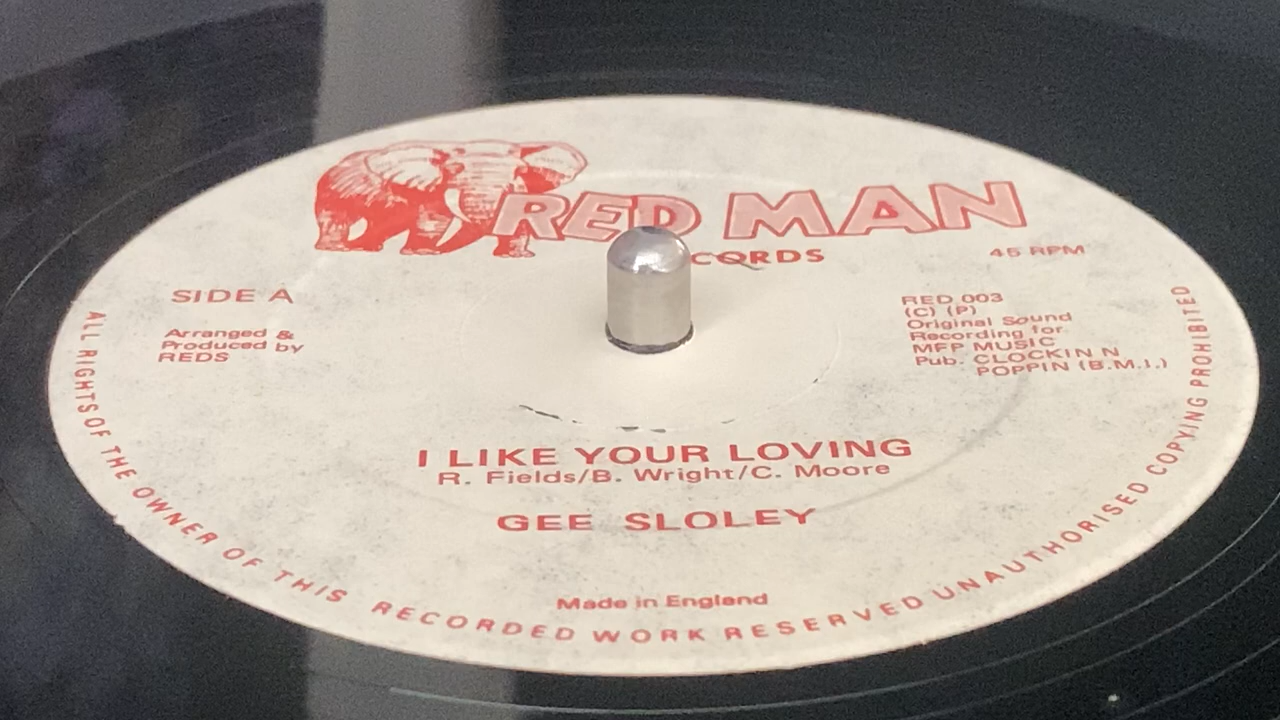 RED MAN
CORDS
45 RPM
SIDE A
Arranged &
Produced by
REDS
RED 003
(C) (P)
Original Sound
Recording for
MFP MUSIC
Pub. CLOCKIN N
POPPIN (B.M.I.)
I LIKE YOUR LOVING
R. Fields/B. Wright/C. Moore
GEE SLOLEY
Made in England
ALL RIGHTS OF THE OWNER OF THIS RECORDED WORK RESERVED UNAUTHORISED COPYING PROHIBITED